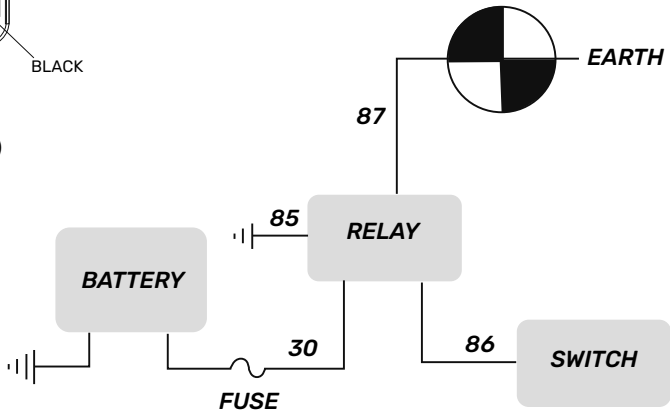 BLACK
EARTH
87
85
RELAY
BATTERY
30
86
SWITCH
FUSE